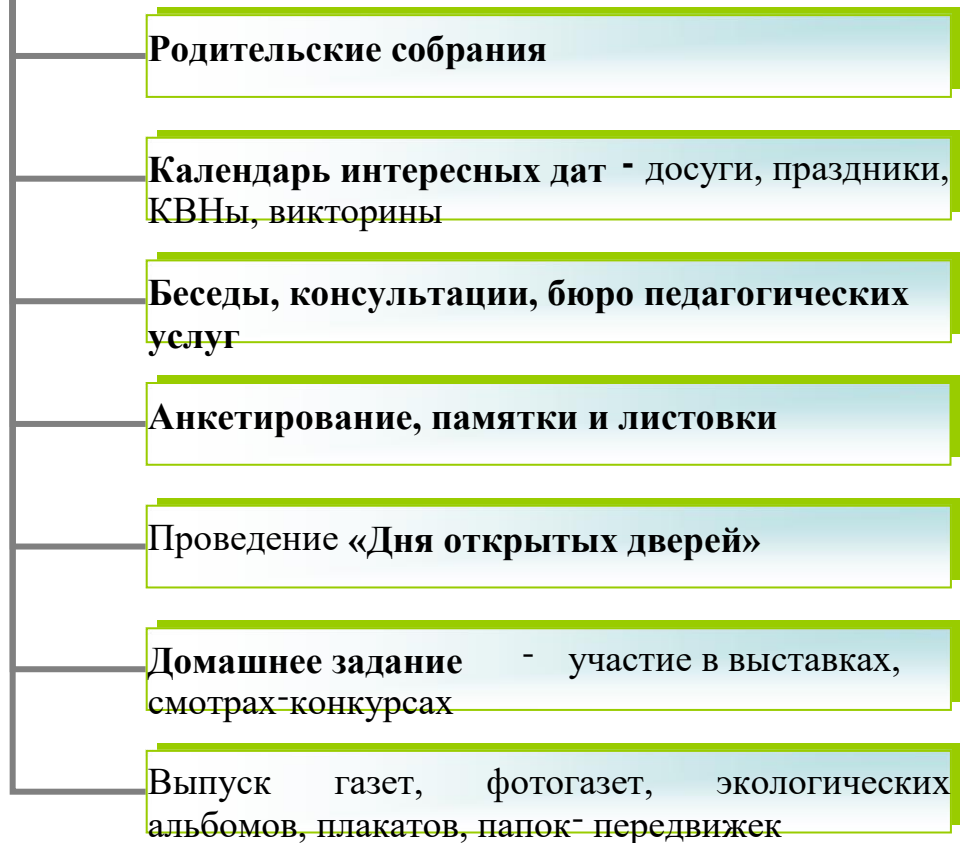 Родительские собрания
Календарь интересных дат - досуги, праздники,
КВНы, викторины
Беседы, консультации, бюро педагогических
услуг
Анкетирование, памятки и листовки
Проведение «Дня открытых дверей»
Домашнее задание - участие в выставках,
смотрах-конкурсах
Выпуск газет, фотогазет, экологических
альбомов, плакатов, папок- передвижек